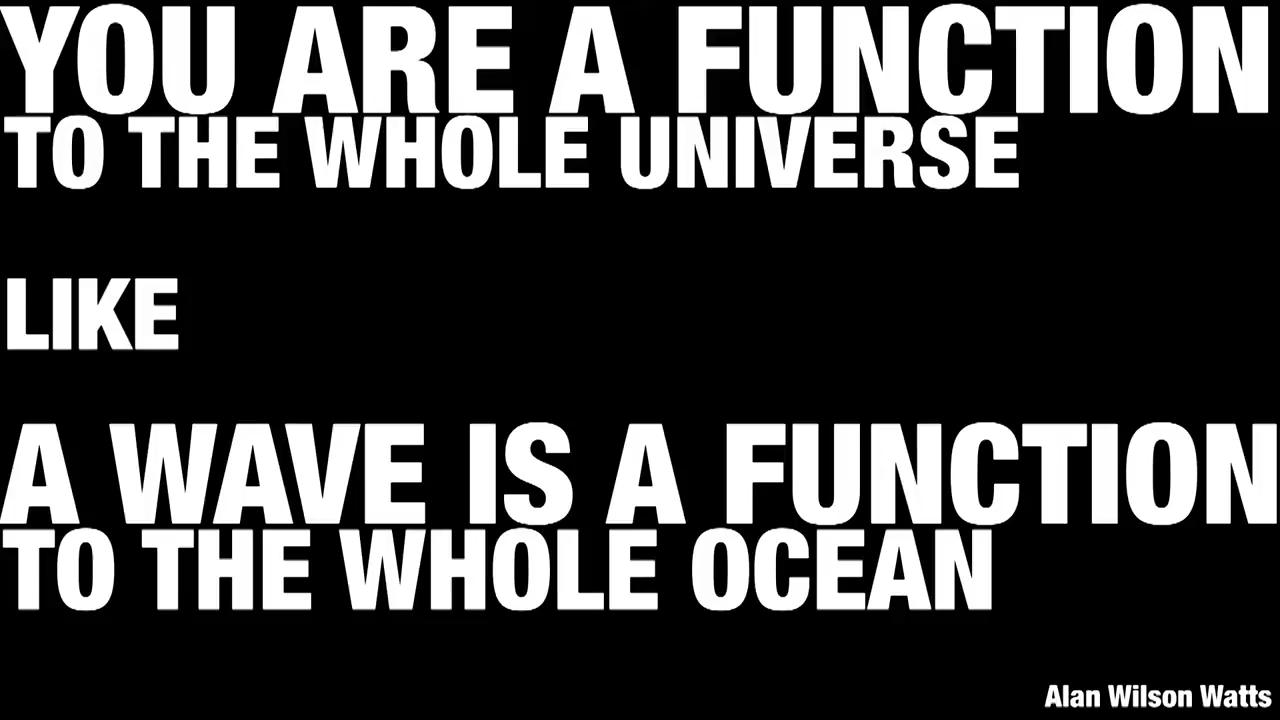 YOU ARE A FUNCTION
TO THE WHOLE UNIVERSE
LIKE
A WAVE IS A FUNCTION
TO THE WHOLE OCEAN
Alan Wilson Watts